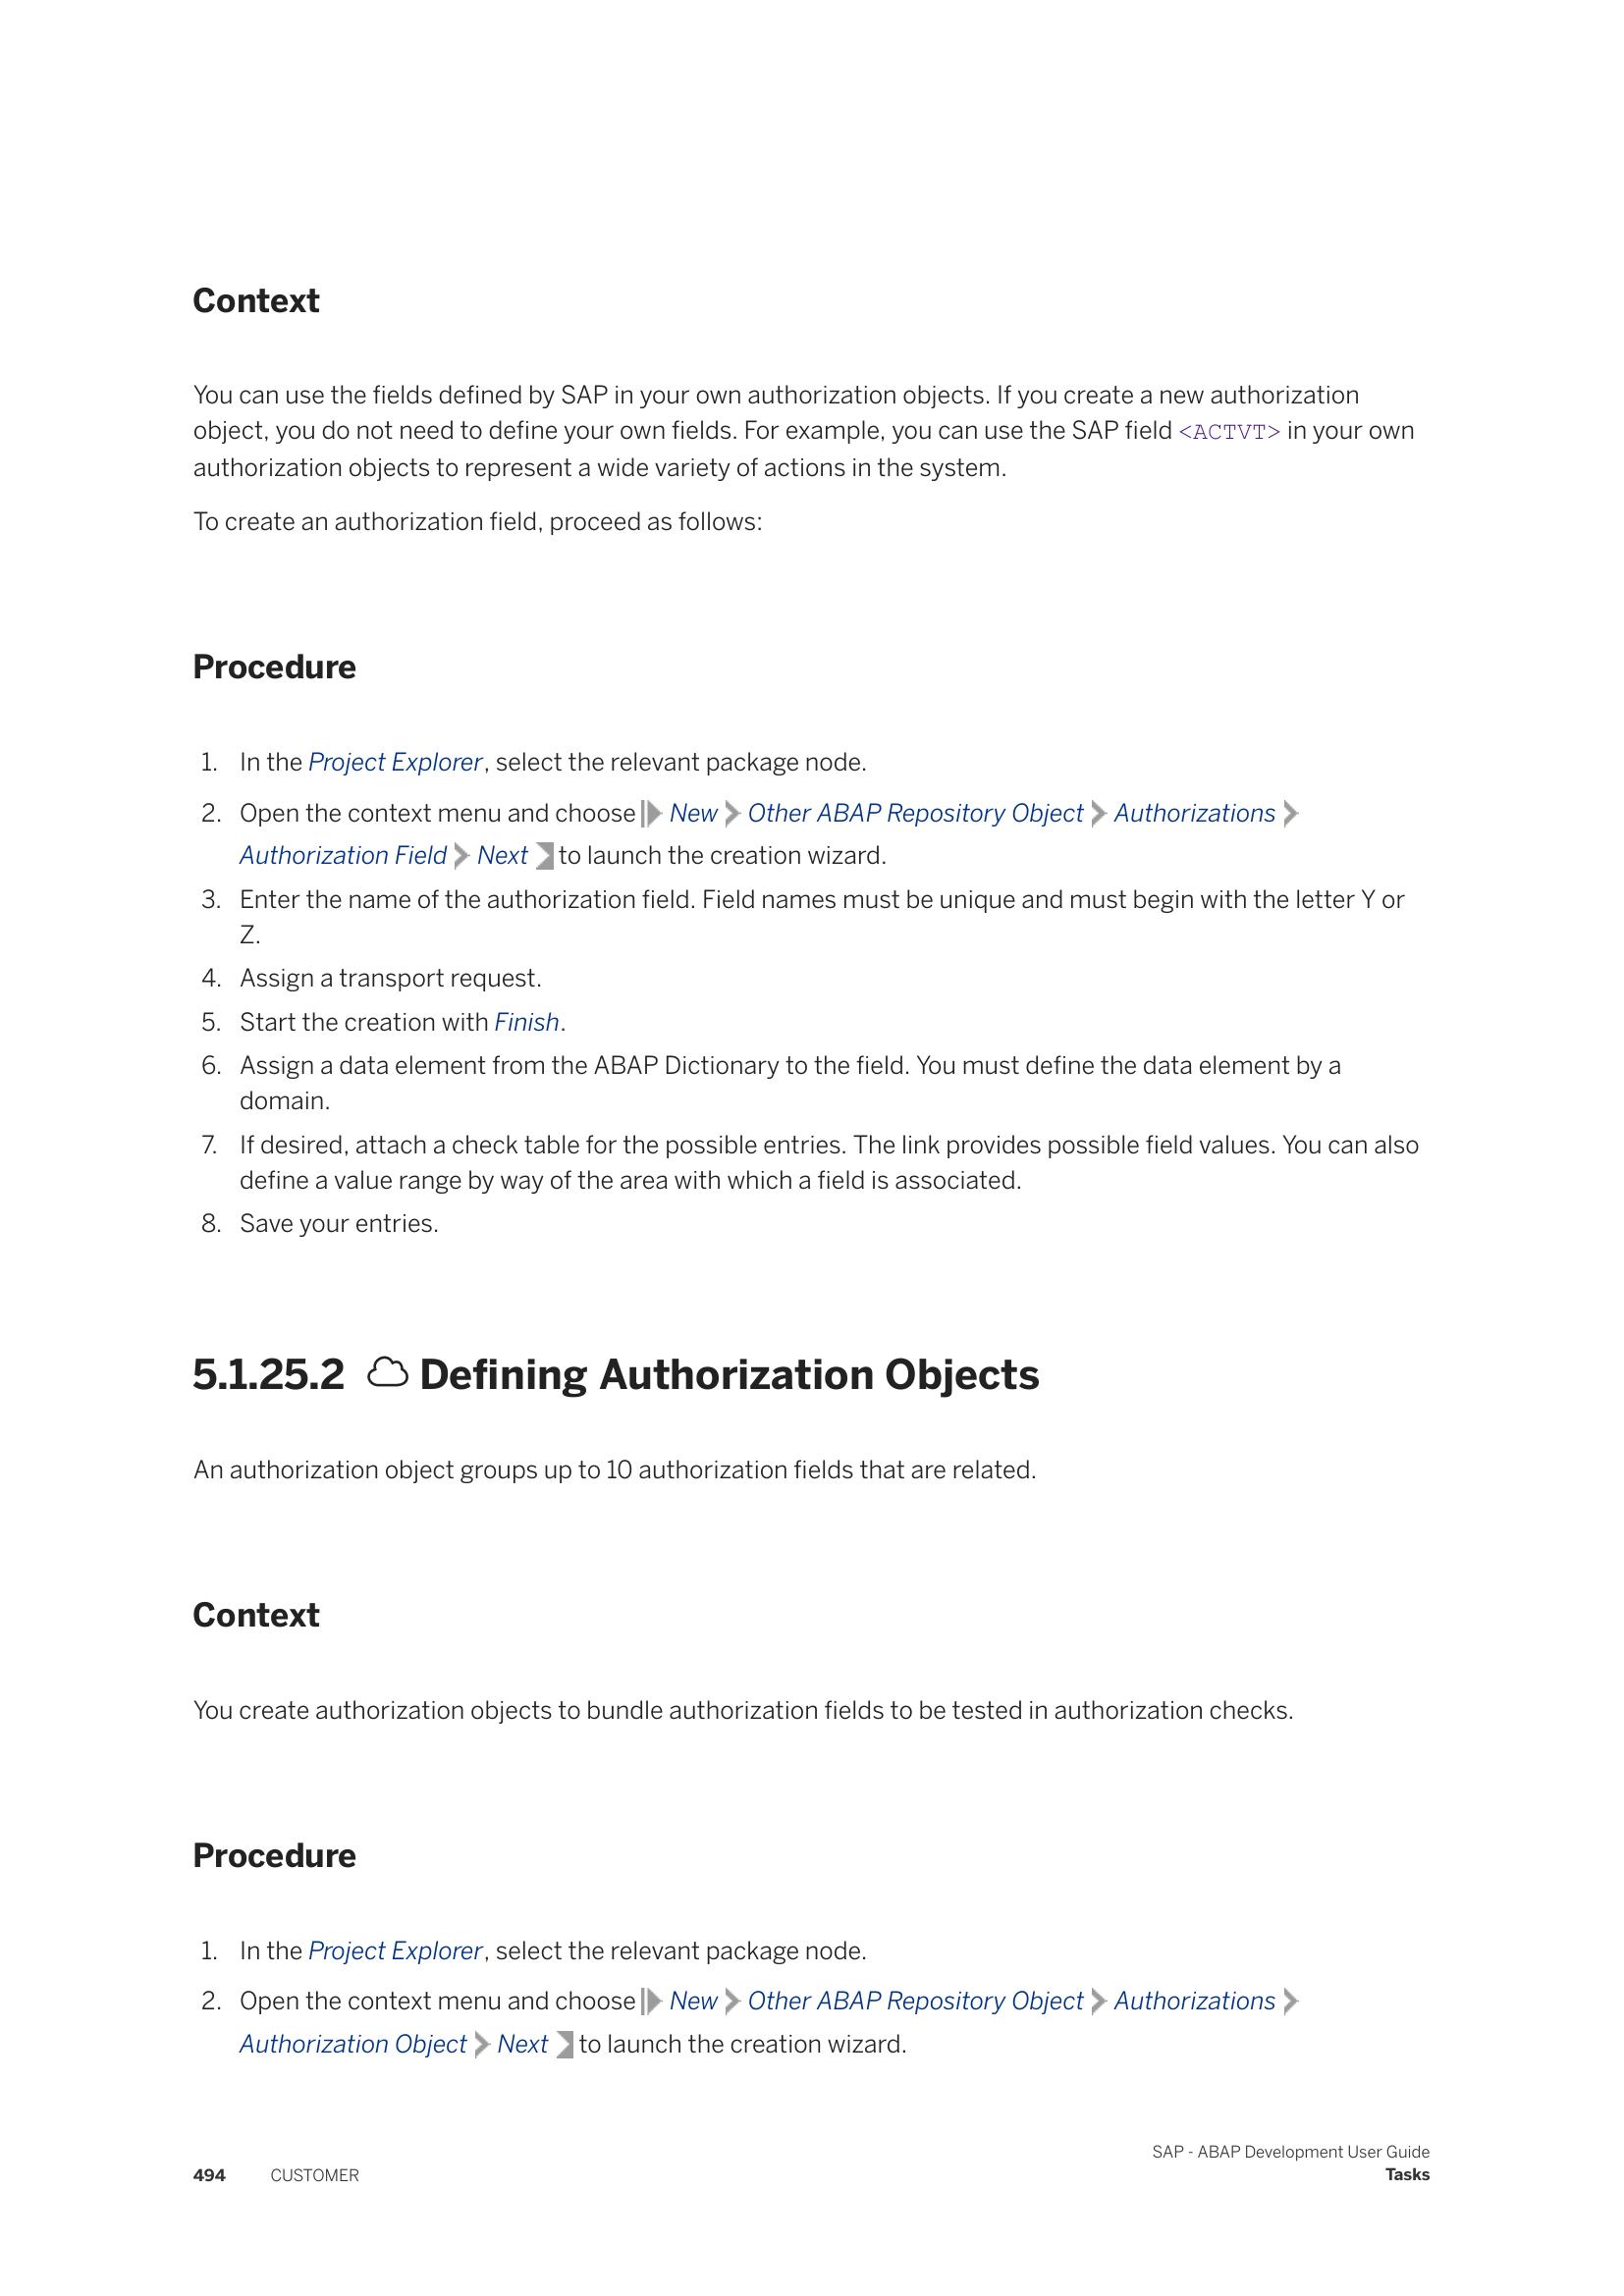 Context
You can use the fields defined by SAP in your own authorization objects. If you create a new authorization
object, you do not need to define your own fields. For example, you can use the SAP field <ACTVT> in your own
authorization objects to represent a wide variety of actions in the system.
To create an authorization field, proceed as follows:
Procedure
1. In the Project Explorer, select the relevant package node.
2. Open the context menu and choose New Other ABAP Repository Object Authorizations
Authorization Field Next to launch the creation wizard.
3. Enter the name of the authorization field. Field names must be unique and must begin with the letter Y or
Z.
4. Assign a transport request.
5. Start the creation with Finish.
6. Assign a data element from the ABAP Dictionary to the field. You must define the data element by a
domain.
7. If desired, attach a check table for the possible entries. The link provides possible field values. You can also
define a value range by way of the area with which a field is associated.
8. Save your entries.
5.1.25.2 Defining Authorization Objects
An authorization object groups up to 10 authorization fields that are related.
Context
You create authorization objects to bundle authorization fields to be tested in authorization checks.
Procedure
1. In the Project Explorer, select the relevant package node.
2. Open the context menu and choose New Other ABAP Repository Object Authorizations
Authorization Object Next to launch the creation wizard.
SAP - ABAP Development User Guide
494 CUSTOMER Tasks